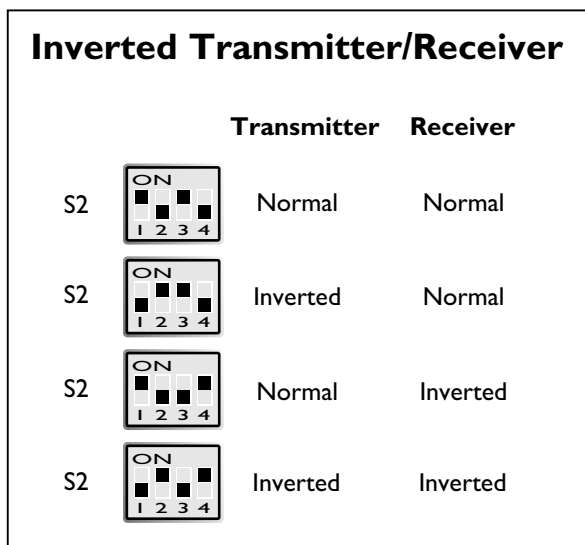 Inverted Transmitter/Receiver
Transmitter Receiver
ON
S2 Normal Normal
1 2 3 4
ON
S2 Inverted Normal
1 2 3 4
ON
S2 Normal Inverted
1 2 3 4
ON
S2 Inverted Inverted
1 2 3 4